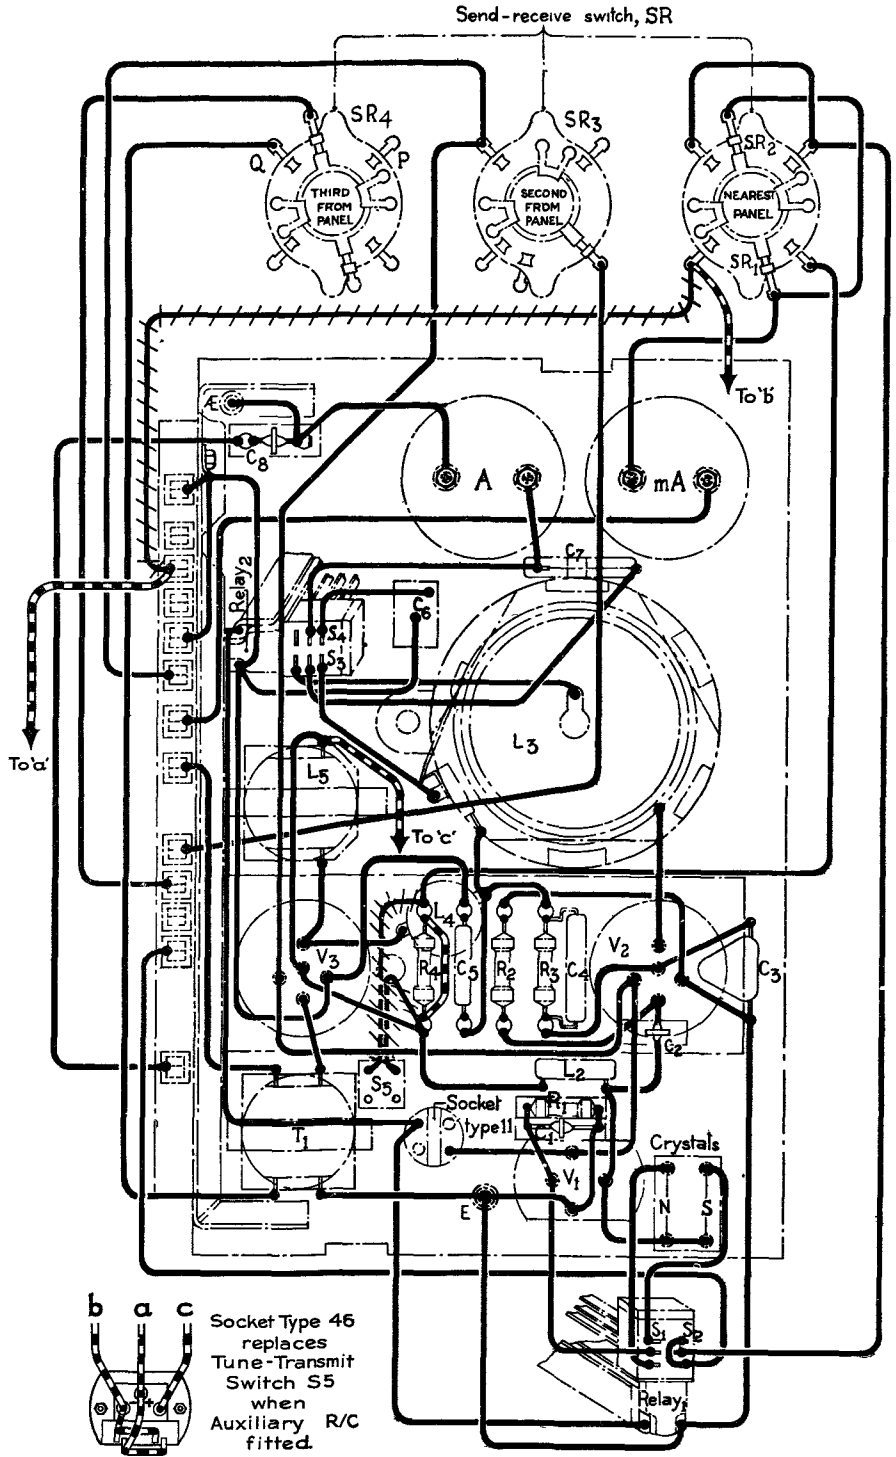 Send-receive switch, SR
SR4
SR3
SR2
Q
P
THIRD
FROM
PANEL
SECOND
FROM
PANEL
NEAREST
PANEL
SR1
To 'b'
Æ
C8
A
mA
C7
Relay2
C6
S4
S3
L3
To 'a'
L5
To 'c'
L4
V3
R4
C5
R2
R3
C4
V2
C3
C2
L2
S5
Socket
type 11
R1
C1
T1
V1
Crystals
N
S
E
S1
S2
Relay1
b a c
- +
Socket Type 46
replaces
Tune-Transmit
Switch S5
when
Auxiliary R/C
fitted.